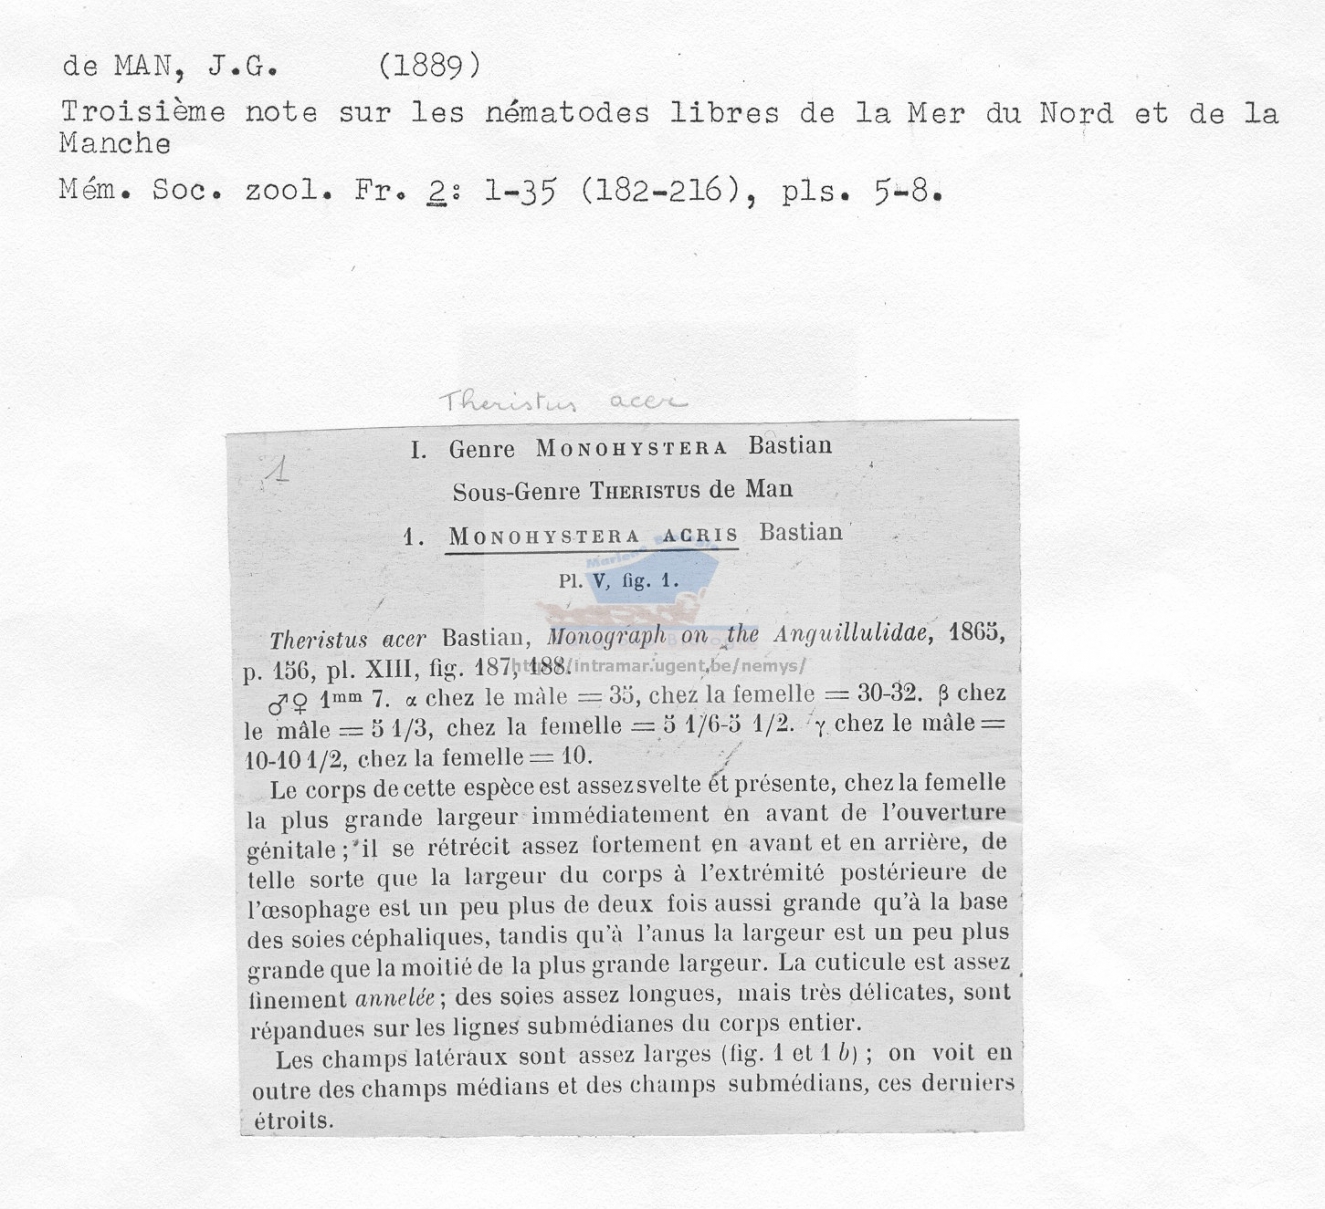 de MAN, J.G. (1889)
Troisième note sur les nématodes libres de la Mer du Nord et de la
Manche
Mém. Soc. zool. Fr. 2: 1-35 (182-216), pls. 5-8.
Theristus acer
1
I. Genre MONOHYSTERA Bastian
Sous-Genre THERISTUS de Man
1. MONOHYSTERA ACRIS Bastian
Pl. V, fig. 1.
Theristus acer Bastian, Monograph on the Anguillulidae, 1865,
p. 156, pl. XIII, fig. 187, 188.
intramar.ugent.be/nemys/
♂♀ 1mm 7. α chez le mâle = 35, chez la femelle = 30-32. β chez
le mâle = 5 1/3, chez la femelle = 5 1/6-5 1/2. γ chez le mâle =
10-10 1/2, chez la femelle = 10.
Le corps de cette espèce est assez svelte et présente, chez la femelle
la plus grande largeur immédiatement en avant de l'ouverture
génitale; il se rétrécit assez fortement en avant et en arrière, de
telle sorte que la largeur du corps à l'extrémité postérieure de
l'œsophage est un peu plus de deux fois aussi grande qu'à la base
des soies céphaliques, tandis qu'à l'anus la largeur est un peu plus
grande que la moitié de la plus grande largeur. La cuticule est assez
finement annelée; des soies assez longues, mais très délicates, sont
répandues sur les lignes submédianes du corps entier.
Les champs latéraux sont assez larges (fig. 1 et 1 b); on voit en
outre des champs médians et des champs submédians, ces derniers
étroits.